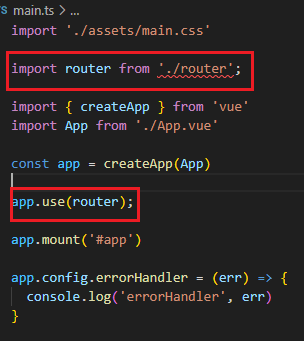 main.ts > ...
import './assets/main.css'
import router from './router';
import { createApp } from 'vue'
import App from './App.vue'
const app = createApp(App)
app.use(router);
app.mount('#app')
app.config.errorHandler = (err) => {
console.log('errorHandler', err)
}